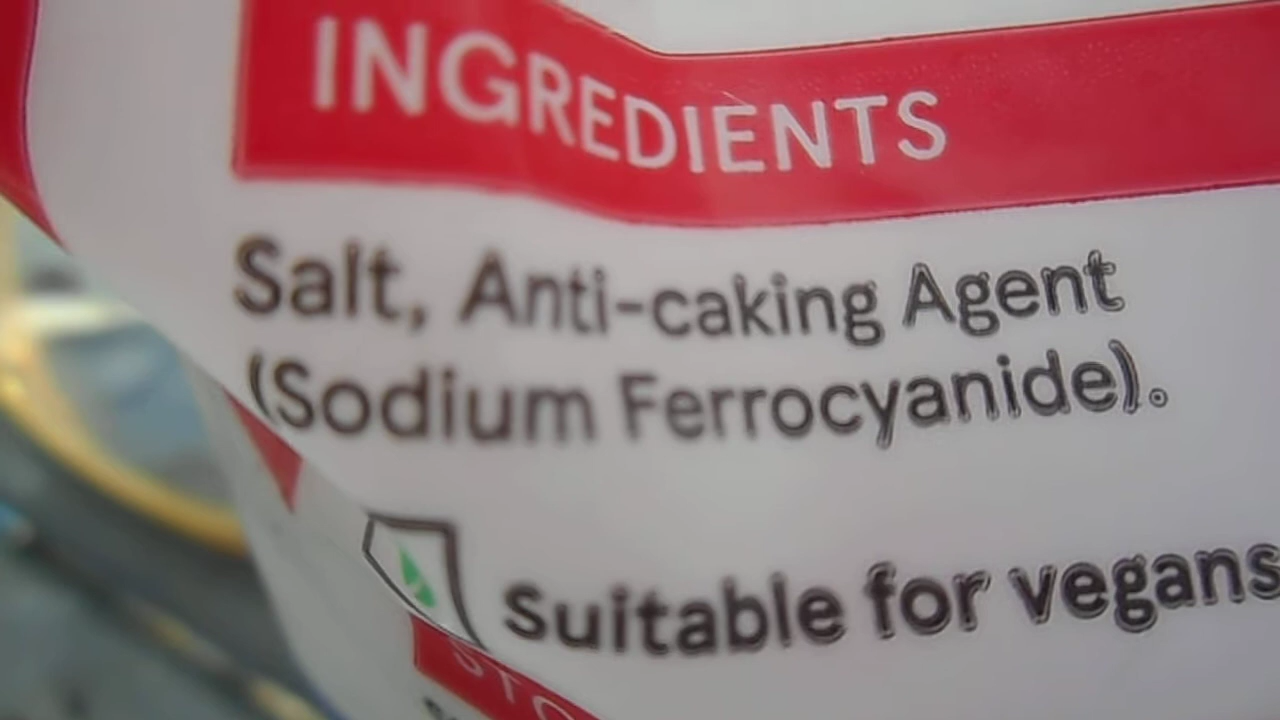 INGREDIENTS
Salt, Anti-caking Agent
(Sodium Ferrocyanide).
Suitable for vegans